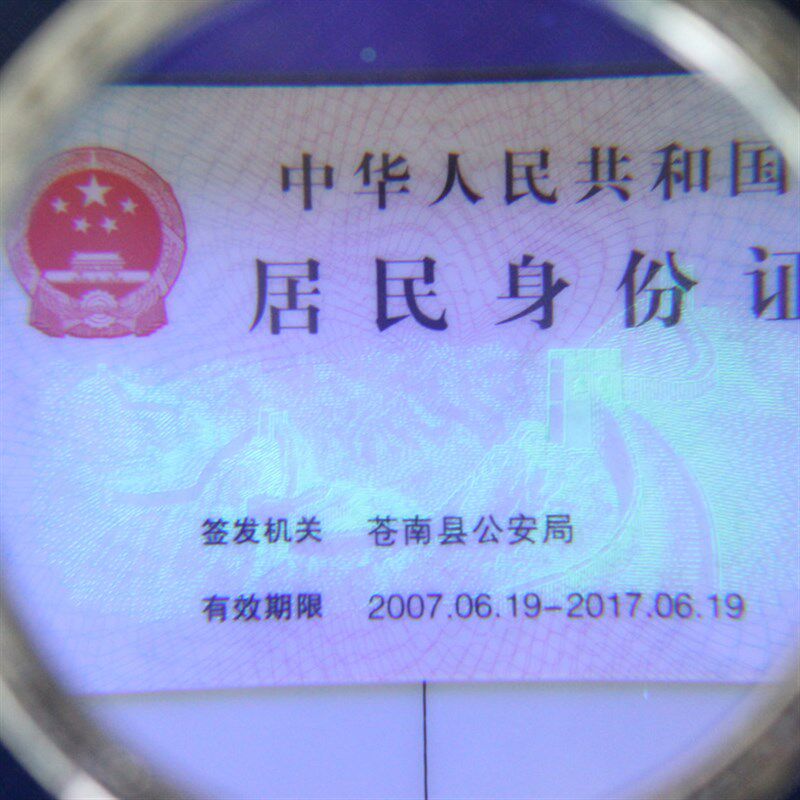 中华人民共和国
居民身份证
签发机关 苍南县公安局
有效期限 2007.06.19-2017.06.19